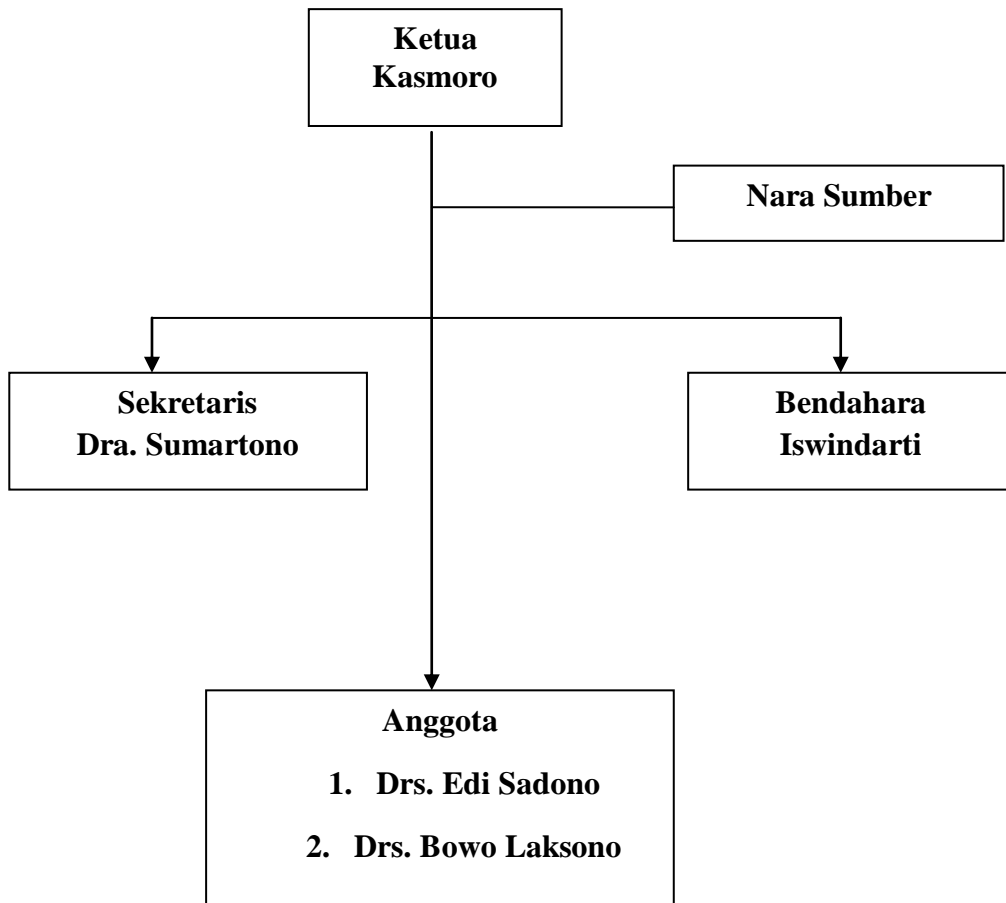 Ketua
Kasmoro
Nara Sumber
Sekretaris
Dra. Sumartono
Bendahara
Iswindarti
Anggota
1. Drs. Edi Sadono
2. Drs. Bowo Laksono